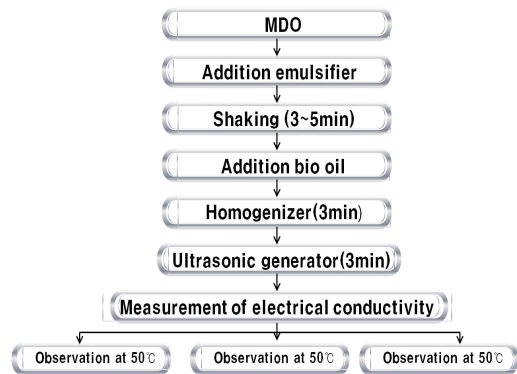 MDO
Addition emulsifier
Shaking (3~5min)
Addition bio oil
Homogenizer(3min)
Ultrasonic generator(3min)
Measurement of electrical conductivity
Observation at 50℃
Observation at 50℃
Observation at 50℃